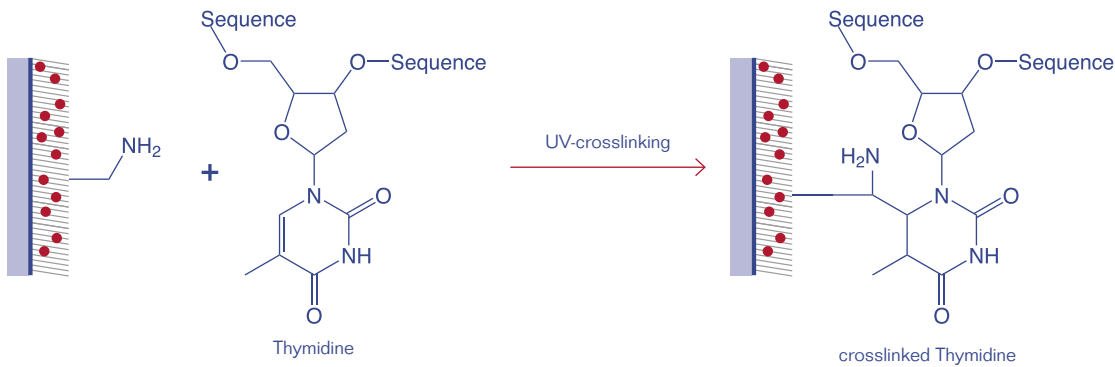 Sequence
O
O
Sequence
O
NH2
+
N
O
NH
O
Thymidine
UV-crosslinking
Sequence
O
O
Sequence
O
H2N
N
O
NH
O
crosslinked Thymidine